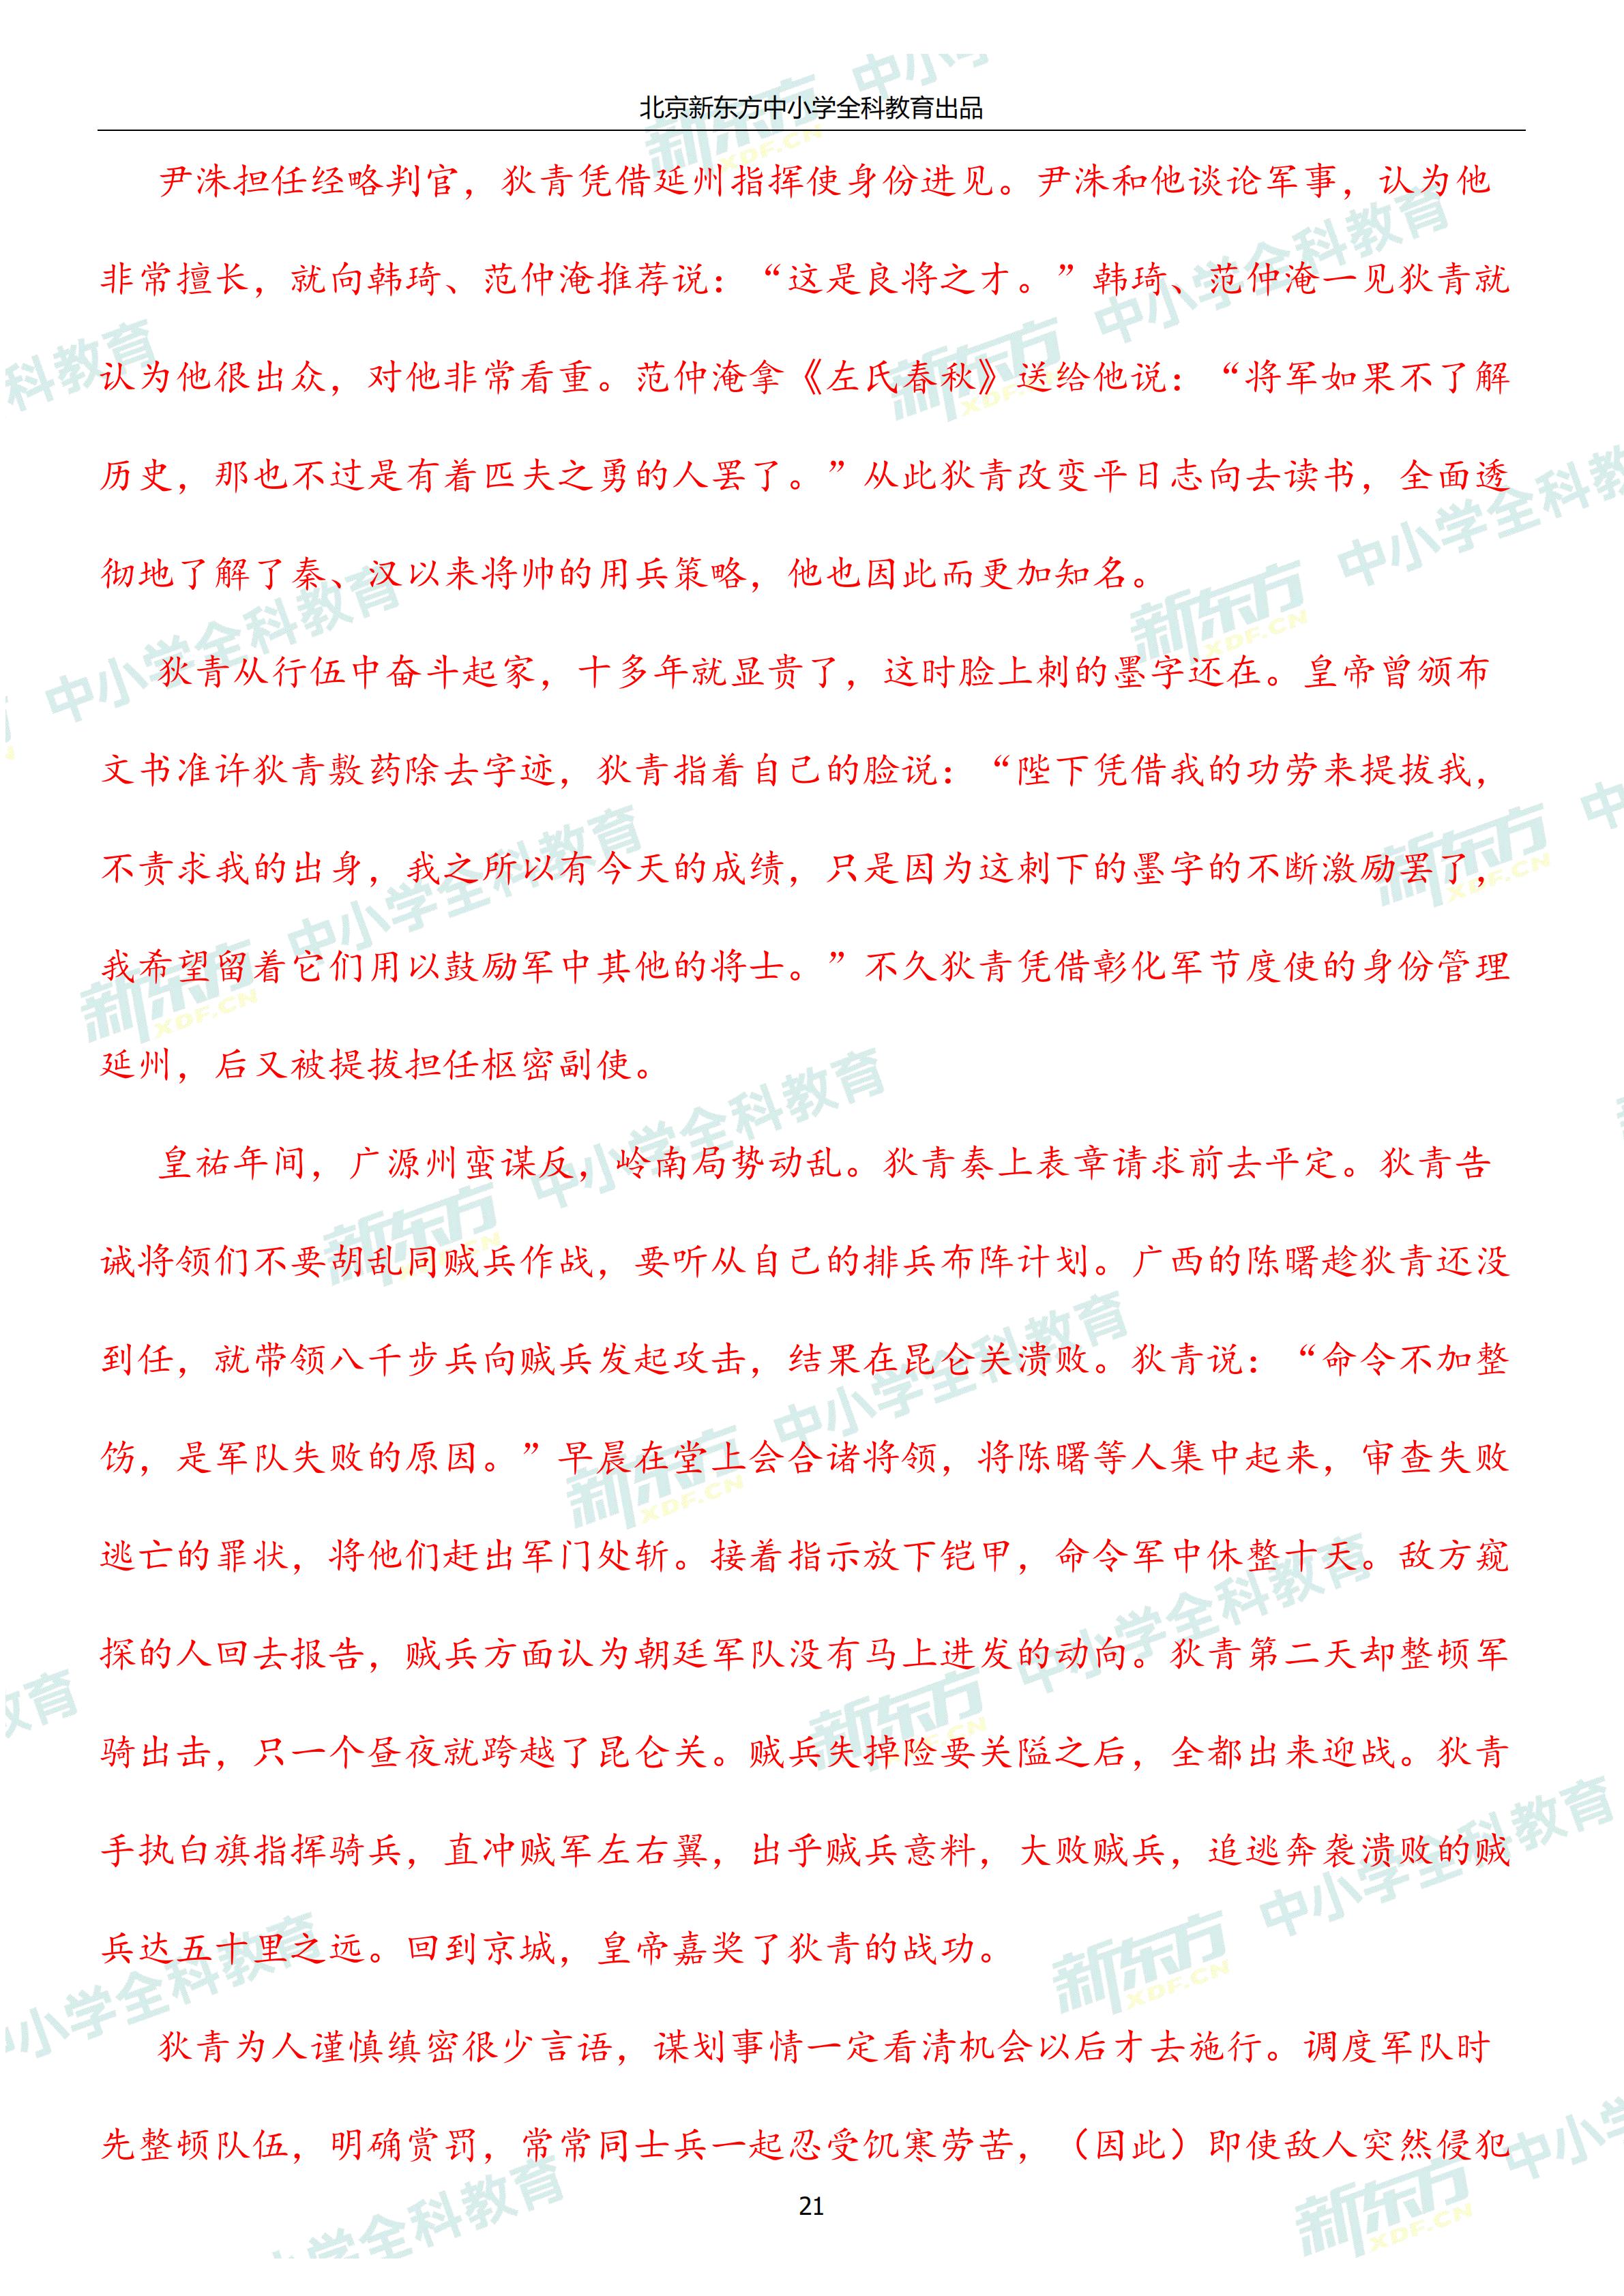 北京新东方中小学全科教育出品
尹洙担任经略判官，狄青凭借延州指挥使身份进见。尹洙和他谈论军事，认为他
非常擅长，就向韩琦、范仲淹推荐说：“这是良将之才。”韩琦、范仲淹一见狄青就
认为他很出众，对他非常看重。范仲淹拿《左氏春秋》送给他说：“将军如果不了解
历史，那也不过是有着匹夫之勇的人罢了。”从此狄青改变平日志向去读书，全面透
彻地了解了秦、汉以来将帅的用兵策略，他也因此而更加知名。
狄青从行伍中奋斗起家，十多年就显贵了，这时脸上刺的墨字还在。皇帝曾颁布
文书准许狄青敷药除去字迹，狄青指着自己的脸说：“陛下凭借我的功劳来提拔我，
不责求我的出身，我之所以有今天的成绩，只是因为这刺下的墨字的不断激励罢了，
我希望留着它们用以鼓励军中其他的将士。”不久狄青凭借彰化军节度使的身份管理
延州，后又被提拔担任枢密副使。
皇祐年间，广源州蛮谋反，岭南局势动乱。狄青奏上表章请求前去平定。狄青告
诫将领们不要胡乱同贼兵作战，要听从自己的排兵布阵计划。广西的陈曙趁狄青还没
到任，就带领八千步兵向贼兵发起攻击，结果在昆仑关溃败。狄青说：“命令不加整
饬，是军队失败的原因。”早晨在堂上会合诸将领，将陈曙等人集中起来，审查失败
逃亡的罪状，将他们赶出军门处斩。接着指示放下铠甲，命令军中休整十天。敌方窥
探的人回去报告，贼兵方面认为朝廷军队没有马上进发的动向。狄青第二天却整顿军
骑出击，只一个昼夜就跨越了昆仑关。贼兵失掉险要关隘之后，全都出来迎战。狄青
手执白旗指挥骑兵，直冲贼军左右翼，出乎贼兵意料，大败贼兵，追逃奔袭溃败的贼
兵达五十里之远。回到京城，皇帝嘉奖了狄青的战功。
狄青为人谨慎缜密很少言语，谋划事情一定看清机会以后才去施行。调度军队时
先整顿队伍，明确赏罚，常常同士兵一起忍受饥寒劳苦，（因此）即使敌人突然侵犯
21